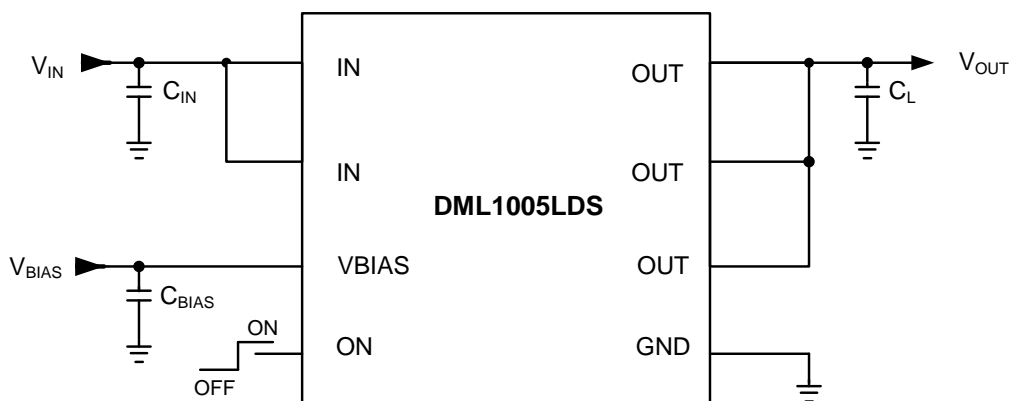 V_IN
C_IN
IN
OUT
C_L
V_OUT
IN
OUT
DML1005LDS
V_BIAS
C_BIAS
VBIAS
OUT
ON
OFF
ON
GND